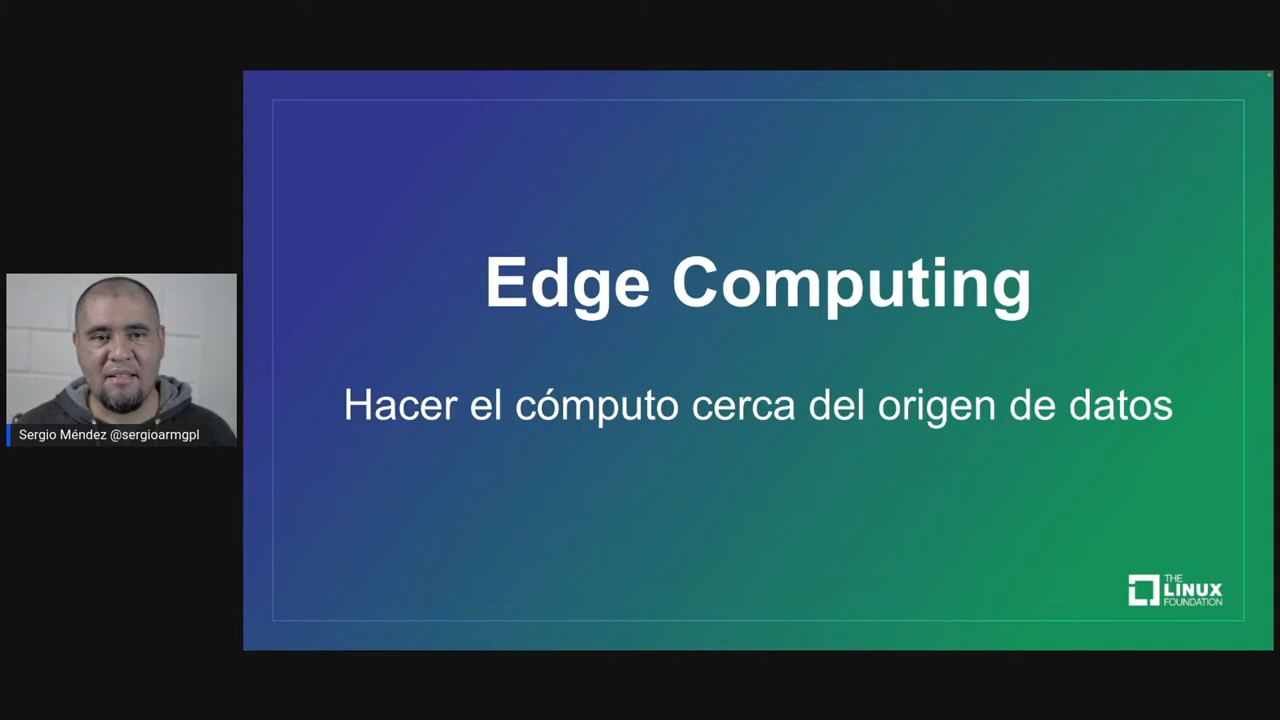 Edge Computing
Hacer el cómputo cerca del origen de datos
Sergio Méndez @sergioarmgpl
THE
LINUX
FOUNDATION